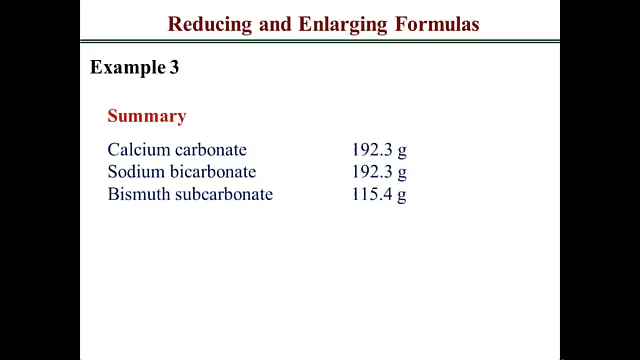 Reducing and Enlarging Formulas
Example 3
Summary
Calcium carbonate 192.3 g
Sodium bicarbonate 192.3 g
Bismuth subcarbonate 115.4 g